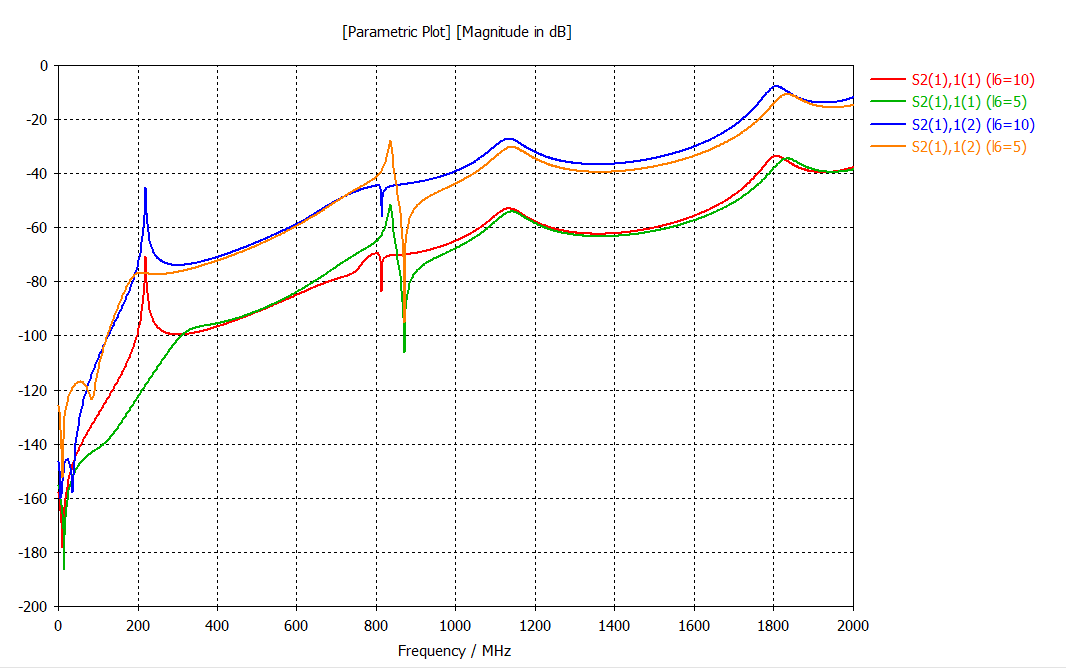 [Parametric Plot] [Magnitude in dB]
0
-20
-40
-60
-80
-100
-120
-140
-160
-180
-200
0 200 400 600 800 1000 1200 1400 1600 1800 2000
Frequency / MHz
S2(1),1(1) (l6=10)
S2(1),1(1) (l6=5)
S2(1),1(2) (l6=10)
S2(1),1(2) (l6=5)